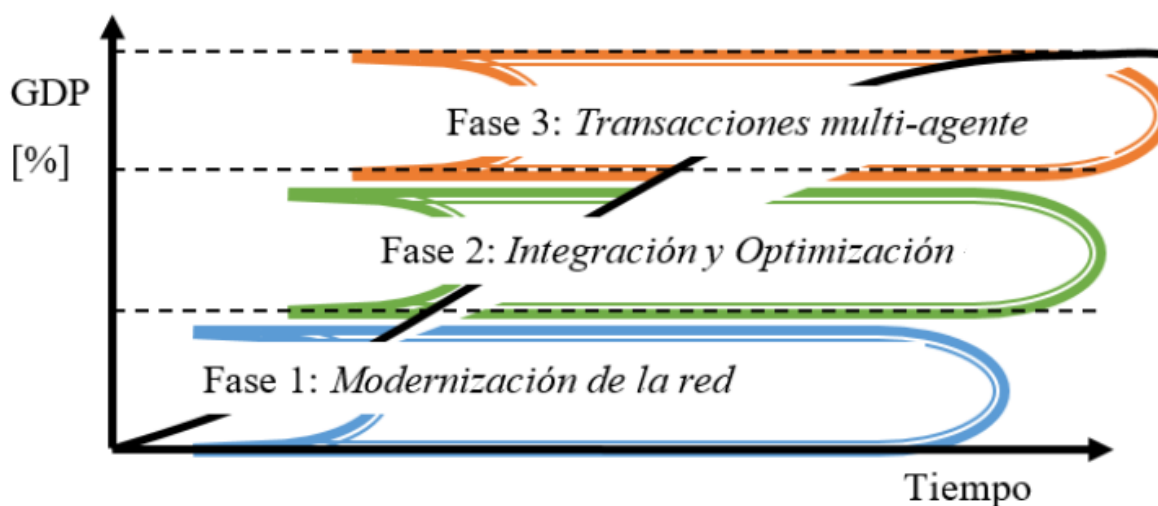 GDP
[%]
Fase 3: Transacciones multi-agente
Fase 2: Integración y Optimización
Fase 1: Modernización de la red
Tiempo